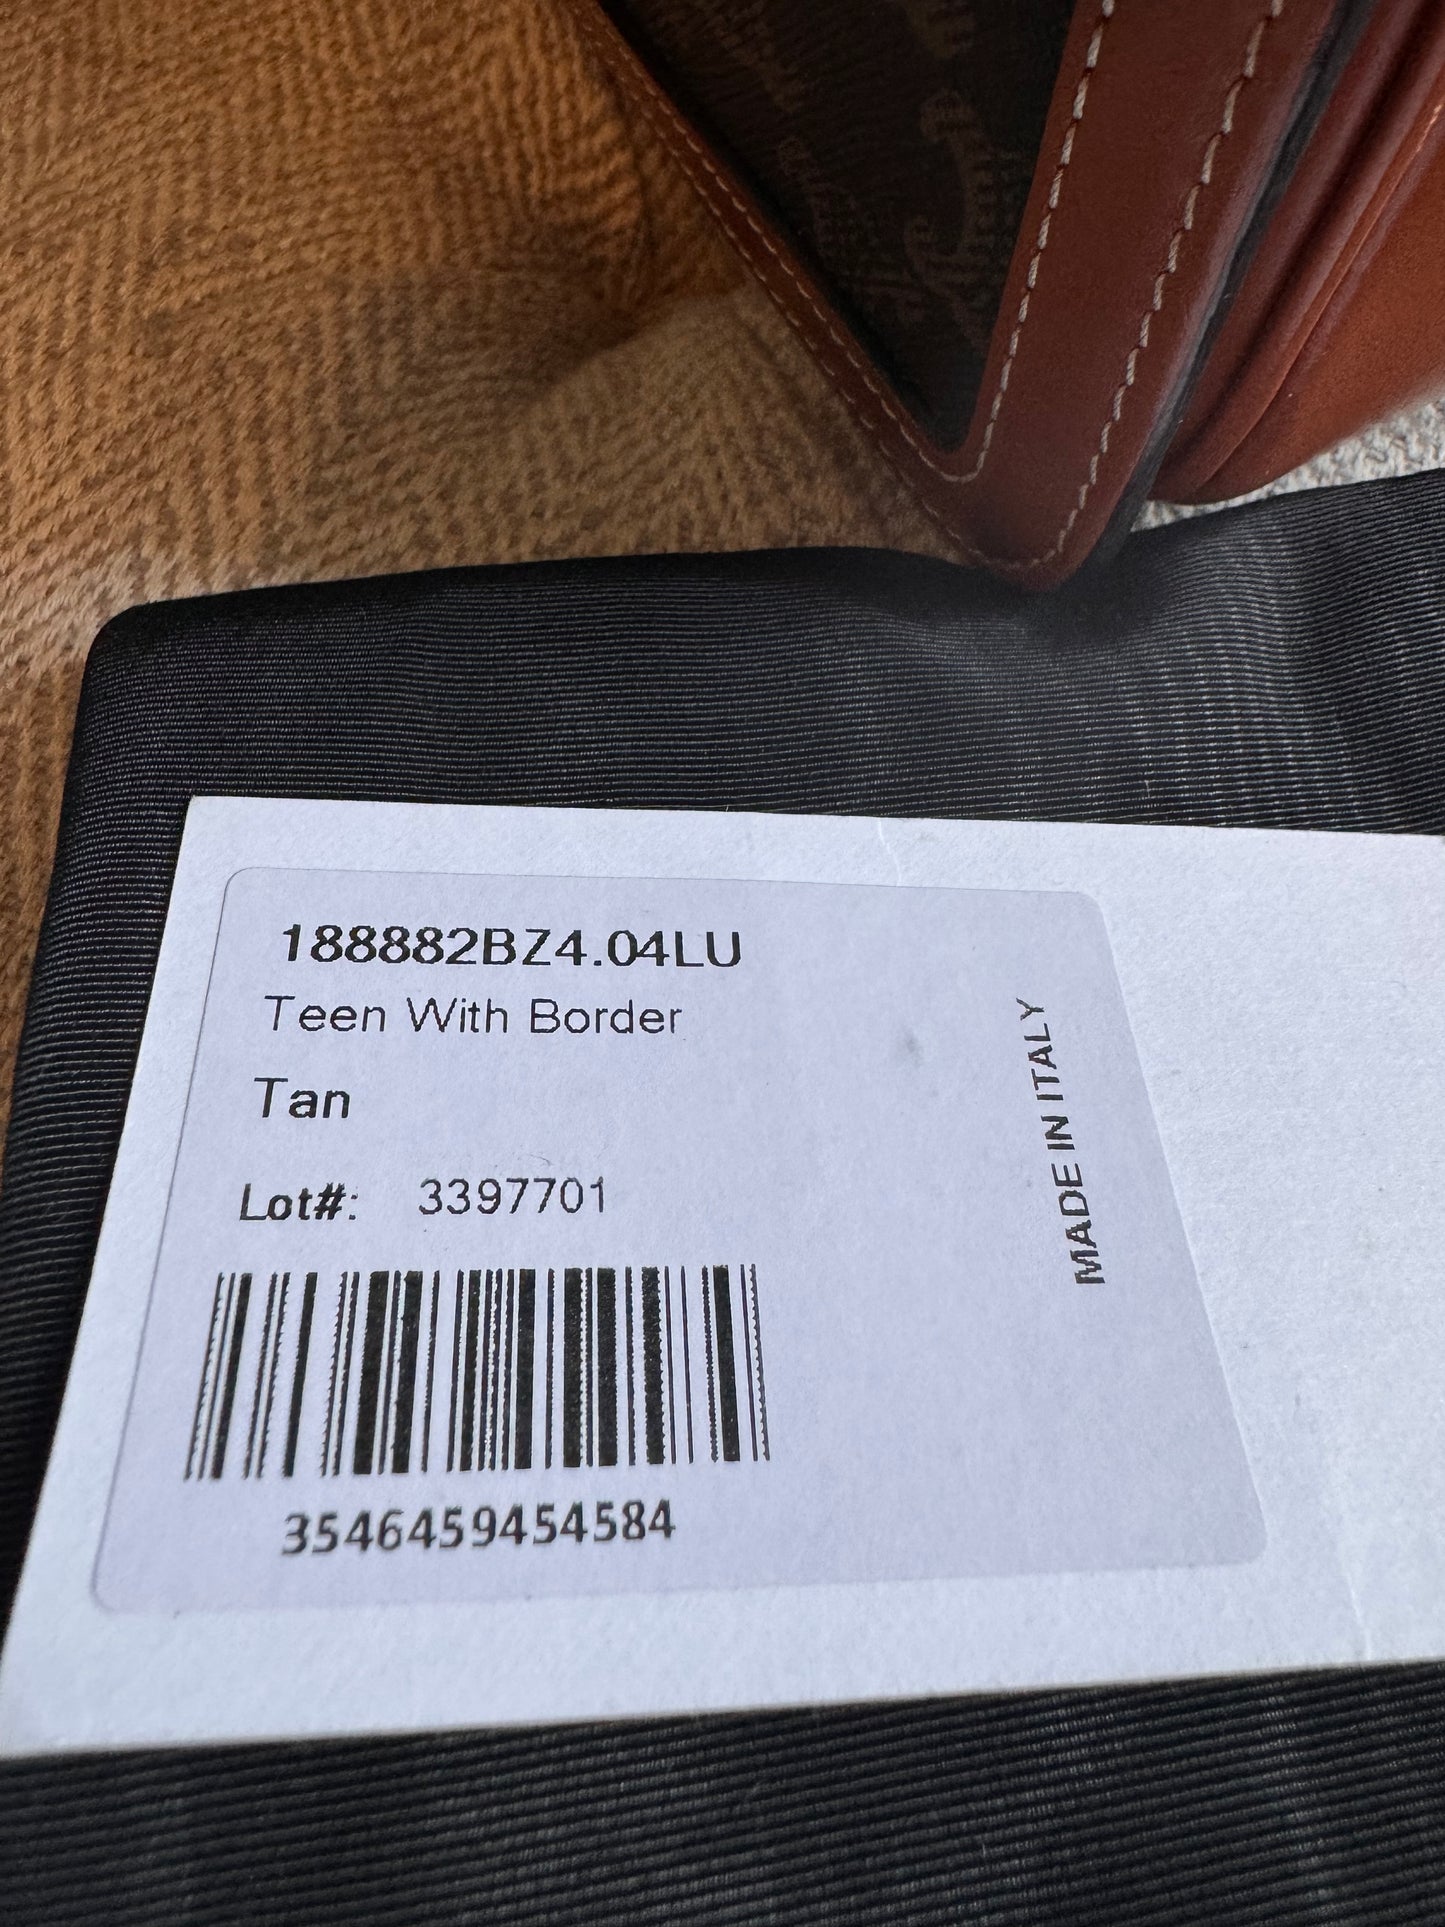 188882BZ4.04LU
Teen With Border
Tan
Lot#: 3397701
3546459454584
MADE IN ITALY